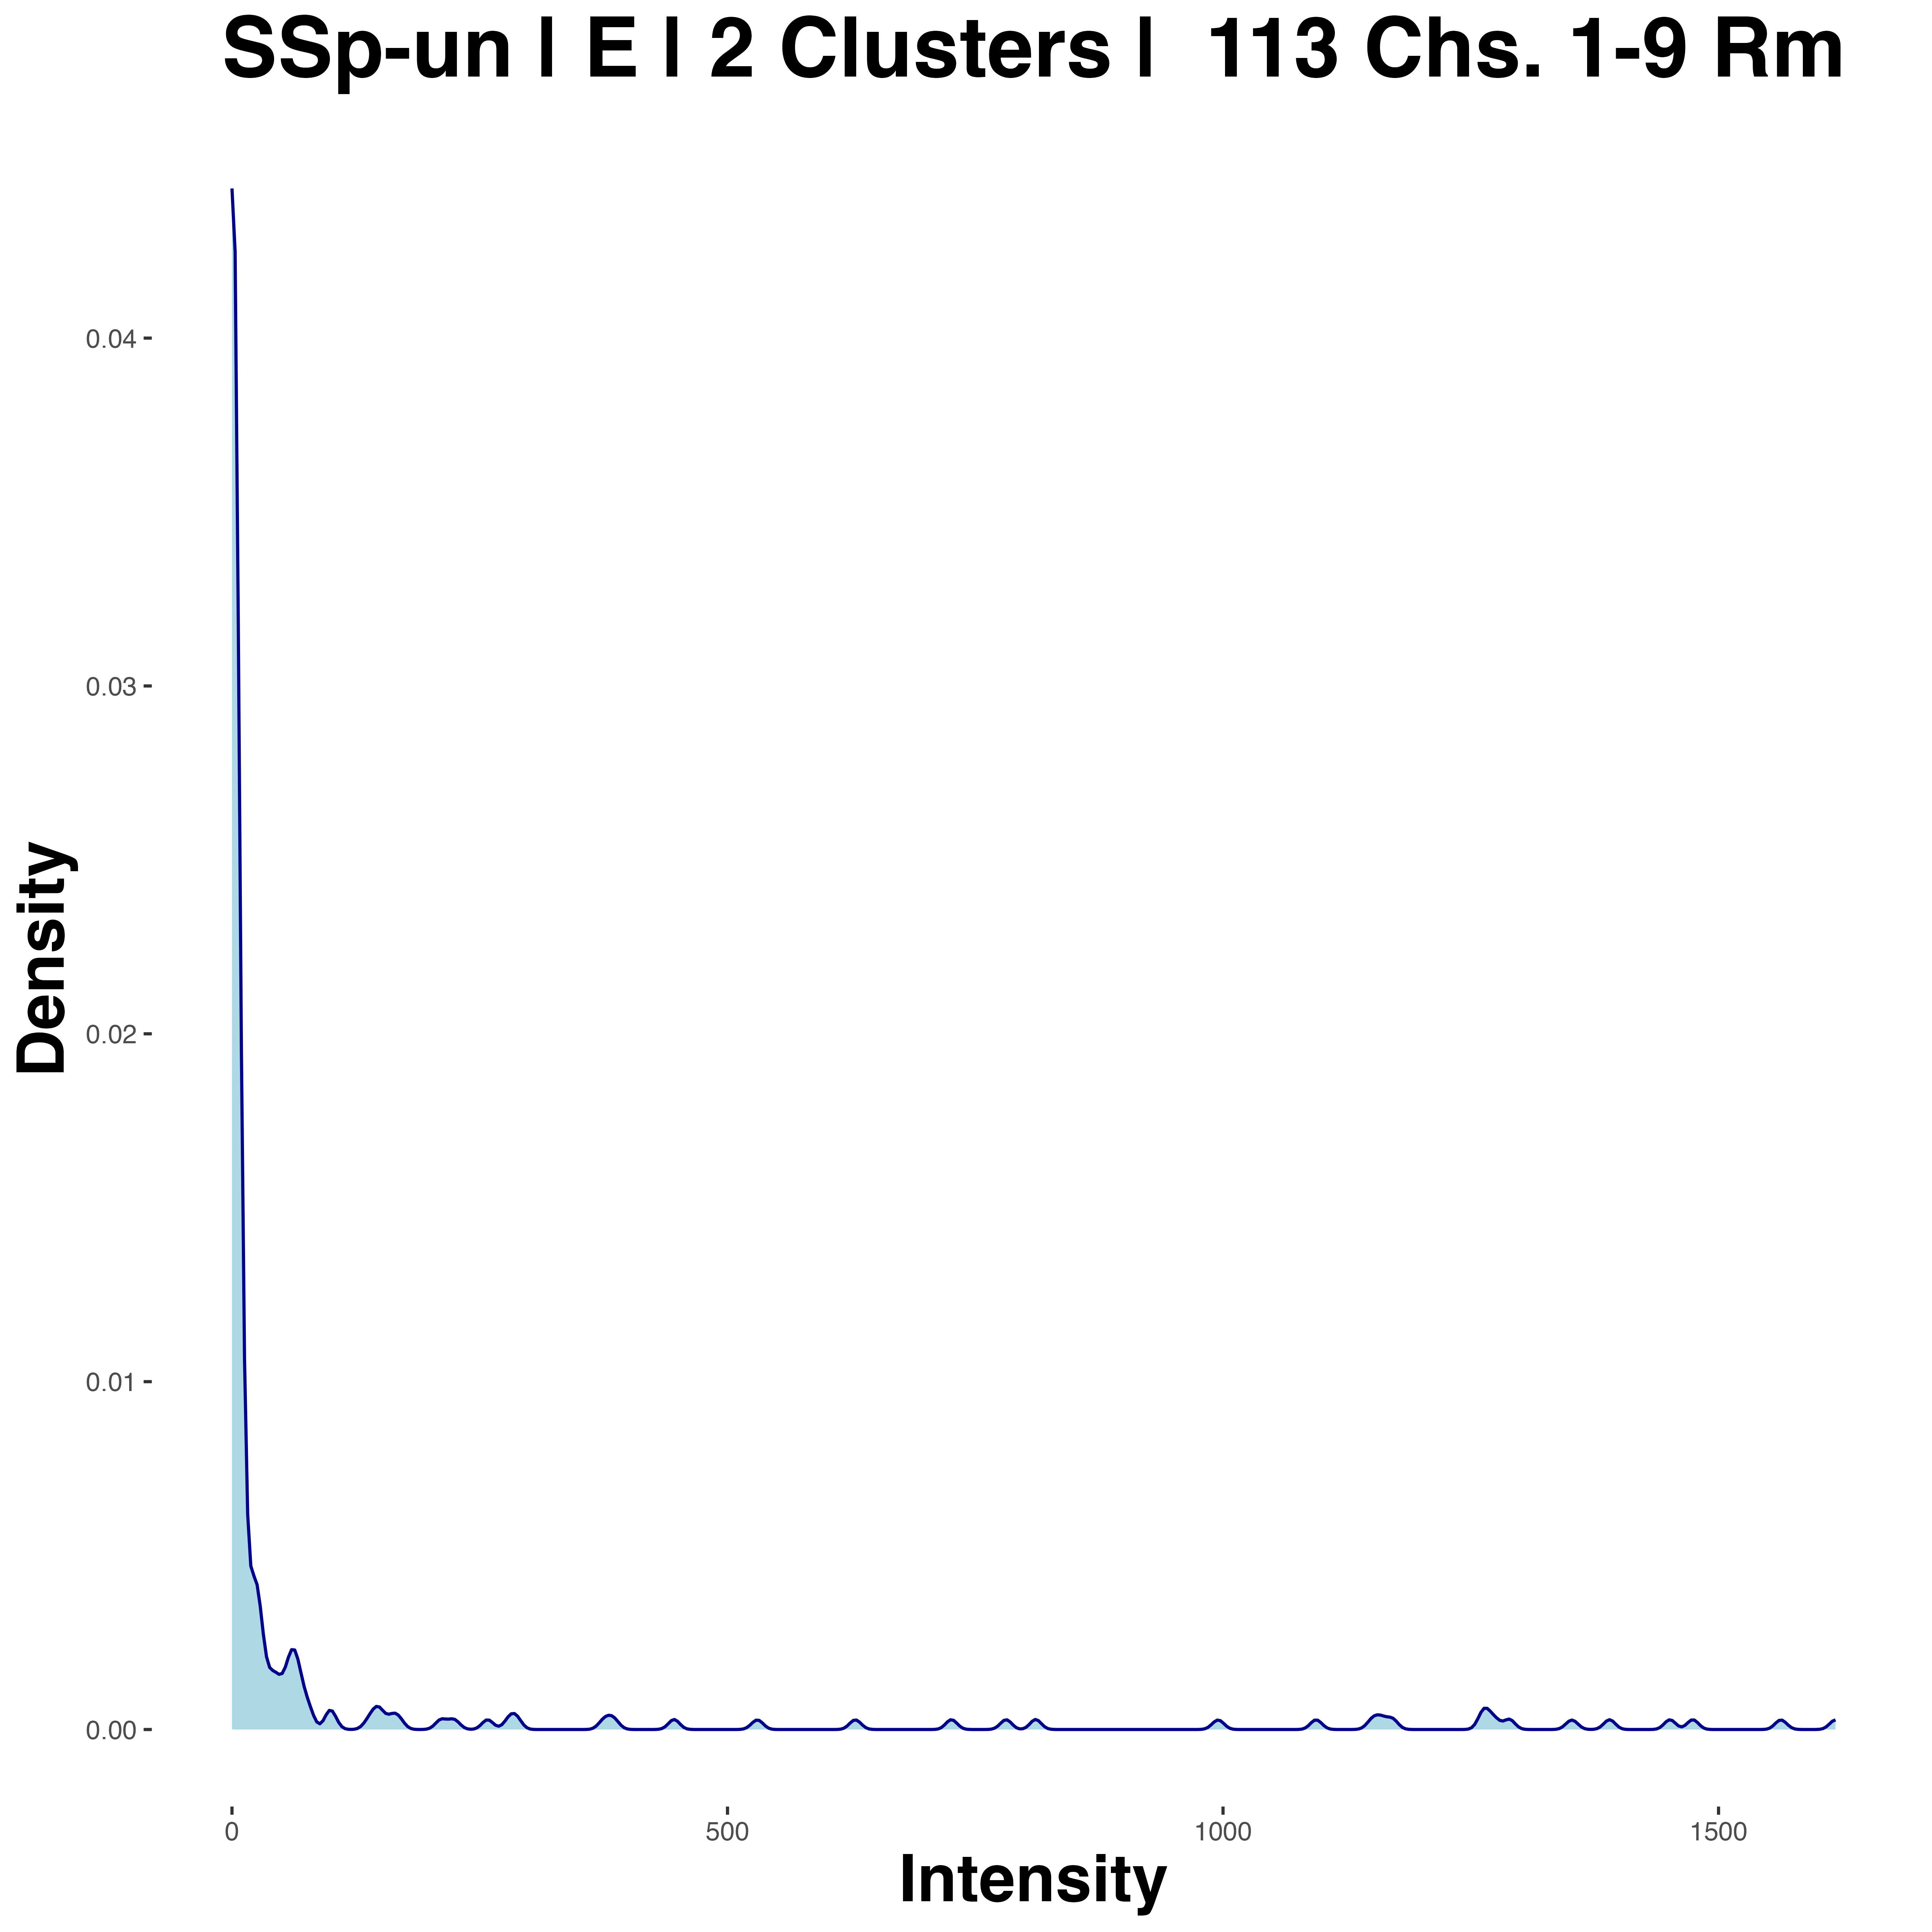 SSp-un | E | 2 Clusters | 113 Chs. 1-9 Rm
0.04
0.03
0.02
0.01
0.00
Density
0 500 1000 1500
Intensity